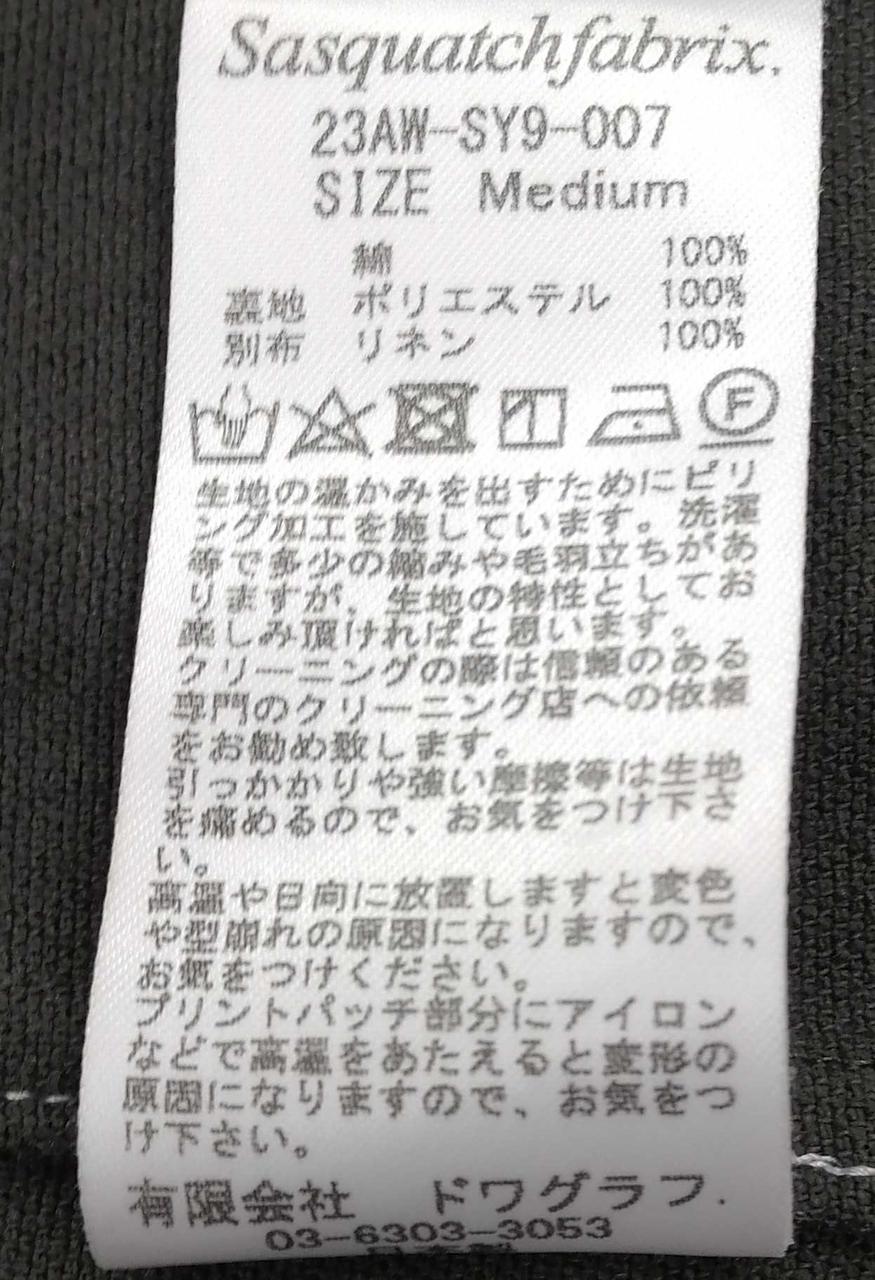 Sasquatchfabrix.
23AW-SY9-007
SIZE Medium
綿 100%
裏地 ポリエステル 100%
別布 リネン 100%
F
生地の温かみを出すためにピリ
ング加工を施しています。洗濯
等で多少の縮みや毛羽立ちがあ
りますが、生地の特性としてお
楽しみ頂ければと思います。
クリーニングの際は信頼のある
専門のクリーニング店への依頼
をお勧め致します。
引っかかりや強い摩擦等は生地
を痛めるので、お気をつけ下さ
い。
高温や日向に放置しますと変色
や型崩れの原因になりますので、
お気をつけください。
プリントパッチ部分にアイロン
などで高温をあたえると変形の
原因になりますので、お気をつ
け下さい。
有限会社 ドワグラフ.
03-6303-3053
日本製